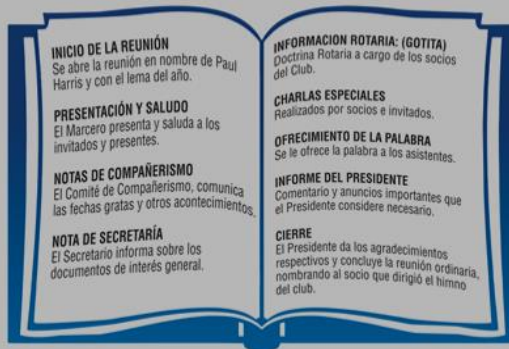 INICIO DE LA REUNIÓN
Se abre la reunión en nombre de Paul
Harris y con el lema del año.
PRESENTACIÓN Y SALUDO
El Marcero presenta y saluda a los
invitados y presentes.
NOTAS DE COMPAÑERISMO
El Comité de Compañerismo, comunica
las fechas gratas y otros acontecimientos.
NOTA DE SECRETARÍA
El Secretario informa sobre los
documentos de interés general.
INFORMACION ROTARIA: (GOTITA)
Doctrina Rotaria a cargo de los socios
del Club.
CHARLAS ESPECIALES
Realizados por socios e invitados.
OFRECIMIENTO DE LA PALABRA
Se le ofrece la palabra a los asistentes.
INFORME DEL PRESIDENTE
Comentario y anuncios importantes que
el Presidente considere necesario.
CIERRE
El Presidente da los agradecimientos
respectivos y concluye la reunión ordinaria,
nombrando al socio que dirigió el himno
del club.